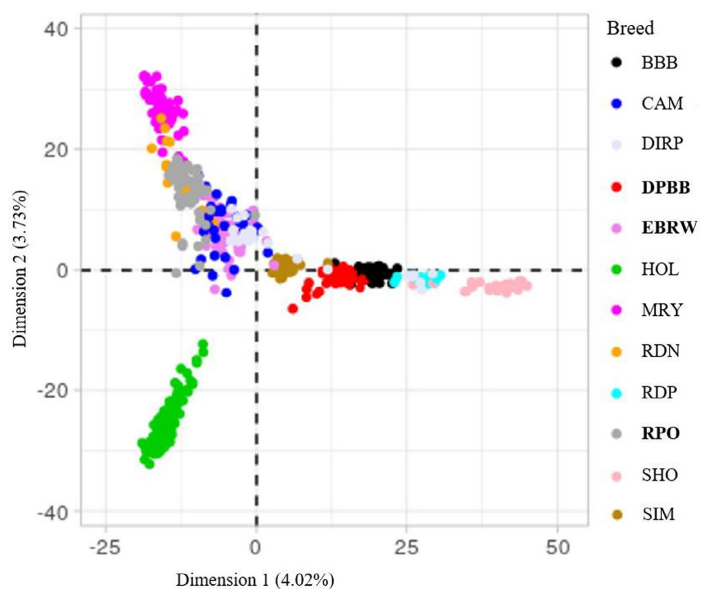 Breed
BBB
CAM
DIRP
DPBB
EBRW
HOL
MRY
RDN
RDP
RPO
SHO
SIM
Dimension 2 (3.73%)
40
20
0
-20
-40
-25
0
25
50
Dimension 1 (4.02%)